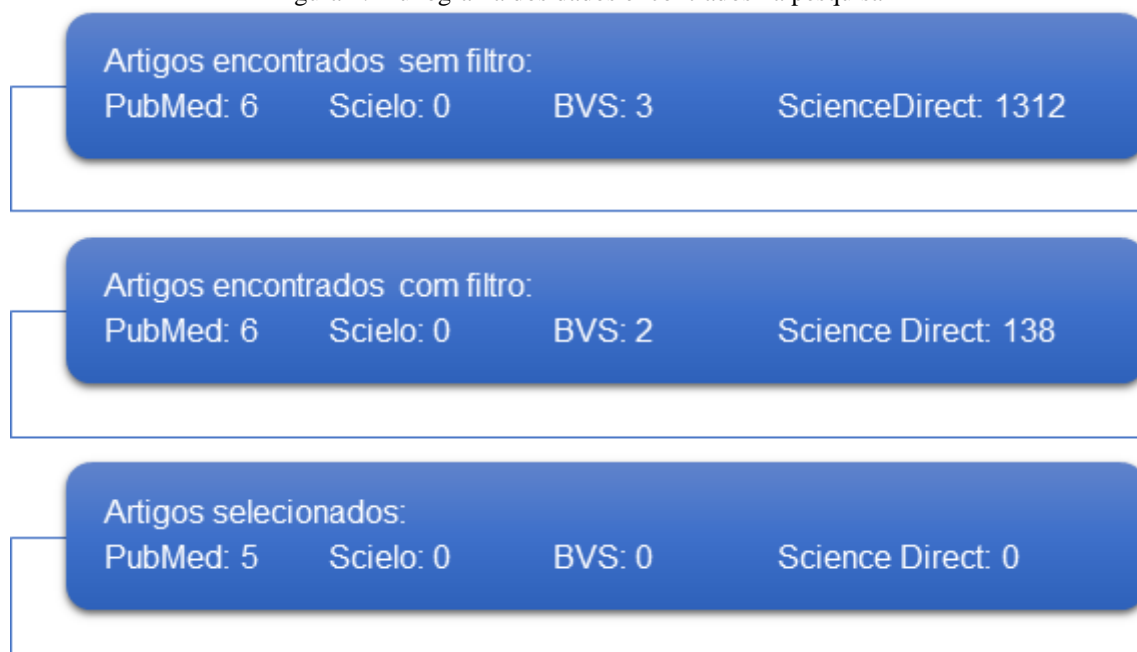 Artigos encontrados sem filtro:
PubMed: 6 Scielo: 0 BVS: 3 ScienceDirect: 1312
Artigos encontrados com filtro:
PubMed: 6 Scielo: 0 BVS: 2 Science Direct: 138
Artigos selecionados:
PubMed: 5 Scielo: 0 BVS: 0 Science Direct: 0